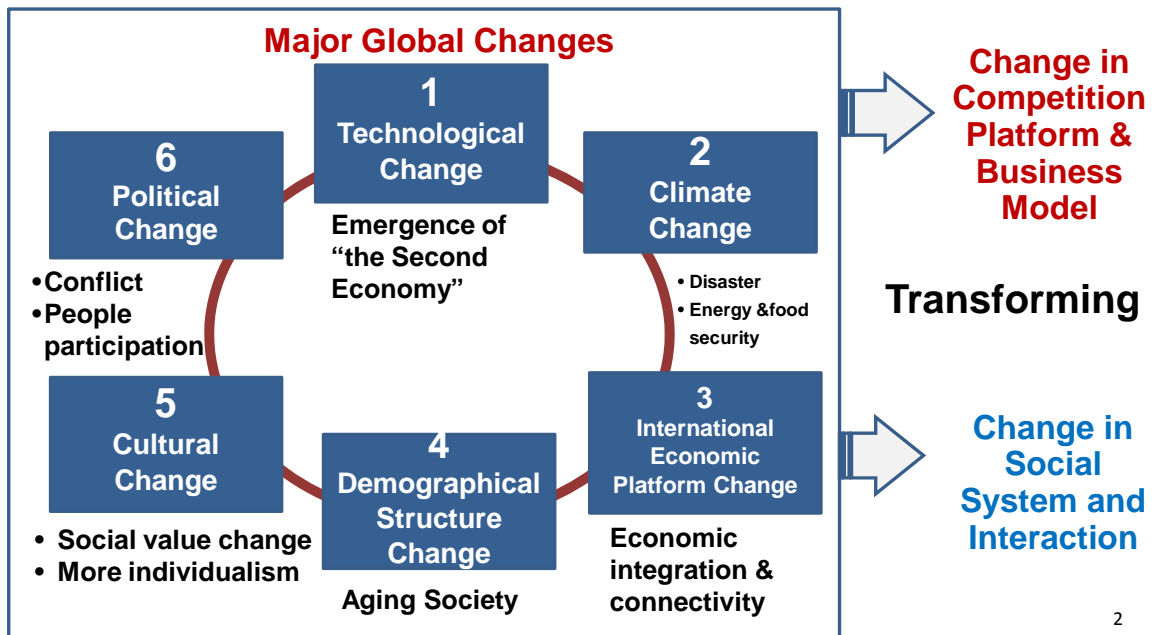 Major Global Changes
1
Technological
Change
Emergence of
“the Second
Economy”
2
Climate
Change
• Disaster
• Energy &food
security
3
International
Economic
Platform Change
Economic
integration &
connectivity
4
Demographical
Structure
Change
Aging Society
5
Cultural
Change
• Social value change
• More individualism
6
Political
Change
•Conflict
•People
participation
Change in
Competition
Platform &
Business
Model
Transforming
Change in
Social
System and
Interaction
2